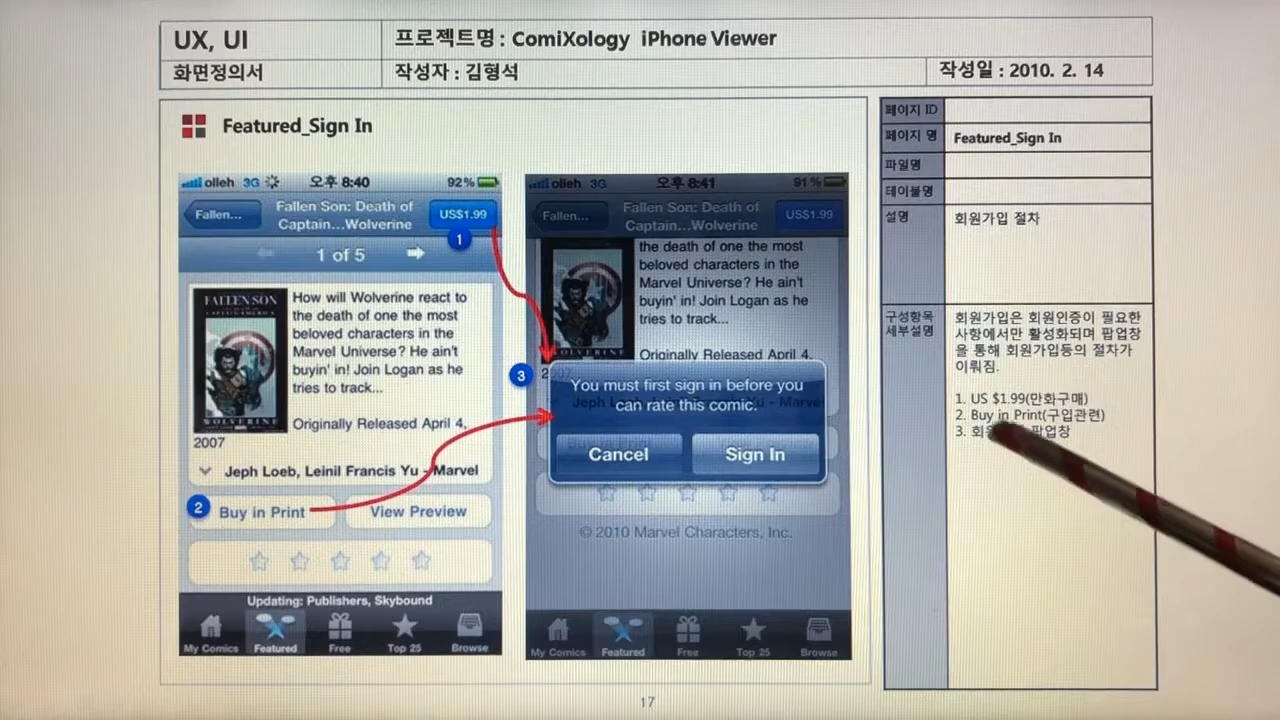 UX, UI
프로젝트명 : ComiXology iPhone Viewer
화면정의서
작성자 : 김형석
작성일 : 2010. 2. 14
Featured_Sign In
olleh 3G 오후 8:40 92%
Fallen...
Fallen Son: Death of
Captain...Wolverine
US$1.99
1
1 of 5
FALLEN SON
WOLVERINE
How will Wolverine react to
the death of one the most
beloved characters in the
Marvel Universe? He ain't
buyin' in! Join Logan as he
tries to track...
Originally Released April 4,
2007
Jeph Loeb, Leinil Francis Yu - Marvel
2
Buy in Print
View Preview
Updating: Publishers, Skybound
My Comics
Featured
Free
Top 25
Browse
olleh 3G 오후 8:41 91%
Fallen...
Fallen Son: Death of
Captain...Wolverine
US$1.99
the death of one the most
beloved characters in the
Marvel Universe? He ain't
buyin' in! Join Logan as he
tries to track...
WOLVERINE
Originally Released April 4,
3
You must first sign in before you
can rate this comic.
Cancel
Sign In
© 2010 Marvel Characters, Inc.
My Comics
Featured
Free
Top 25
Browse
페이지 ID
페이지 명
Featured_Sign In
파일명
테이블명
설명
회원가입 절차
구성항목
세부설명
회원가입은 회원인증이 필요한
사항에서만 활성화되며 팝업창
을 통해 회원가입등의 절차가
이뤄짐.
1. US $1.99(만화구매)
2. Buy in Print(구입관련)
3. 회 팝업창
17